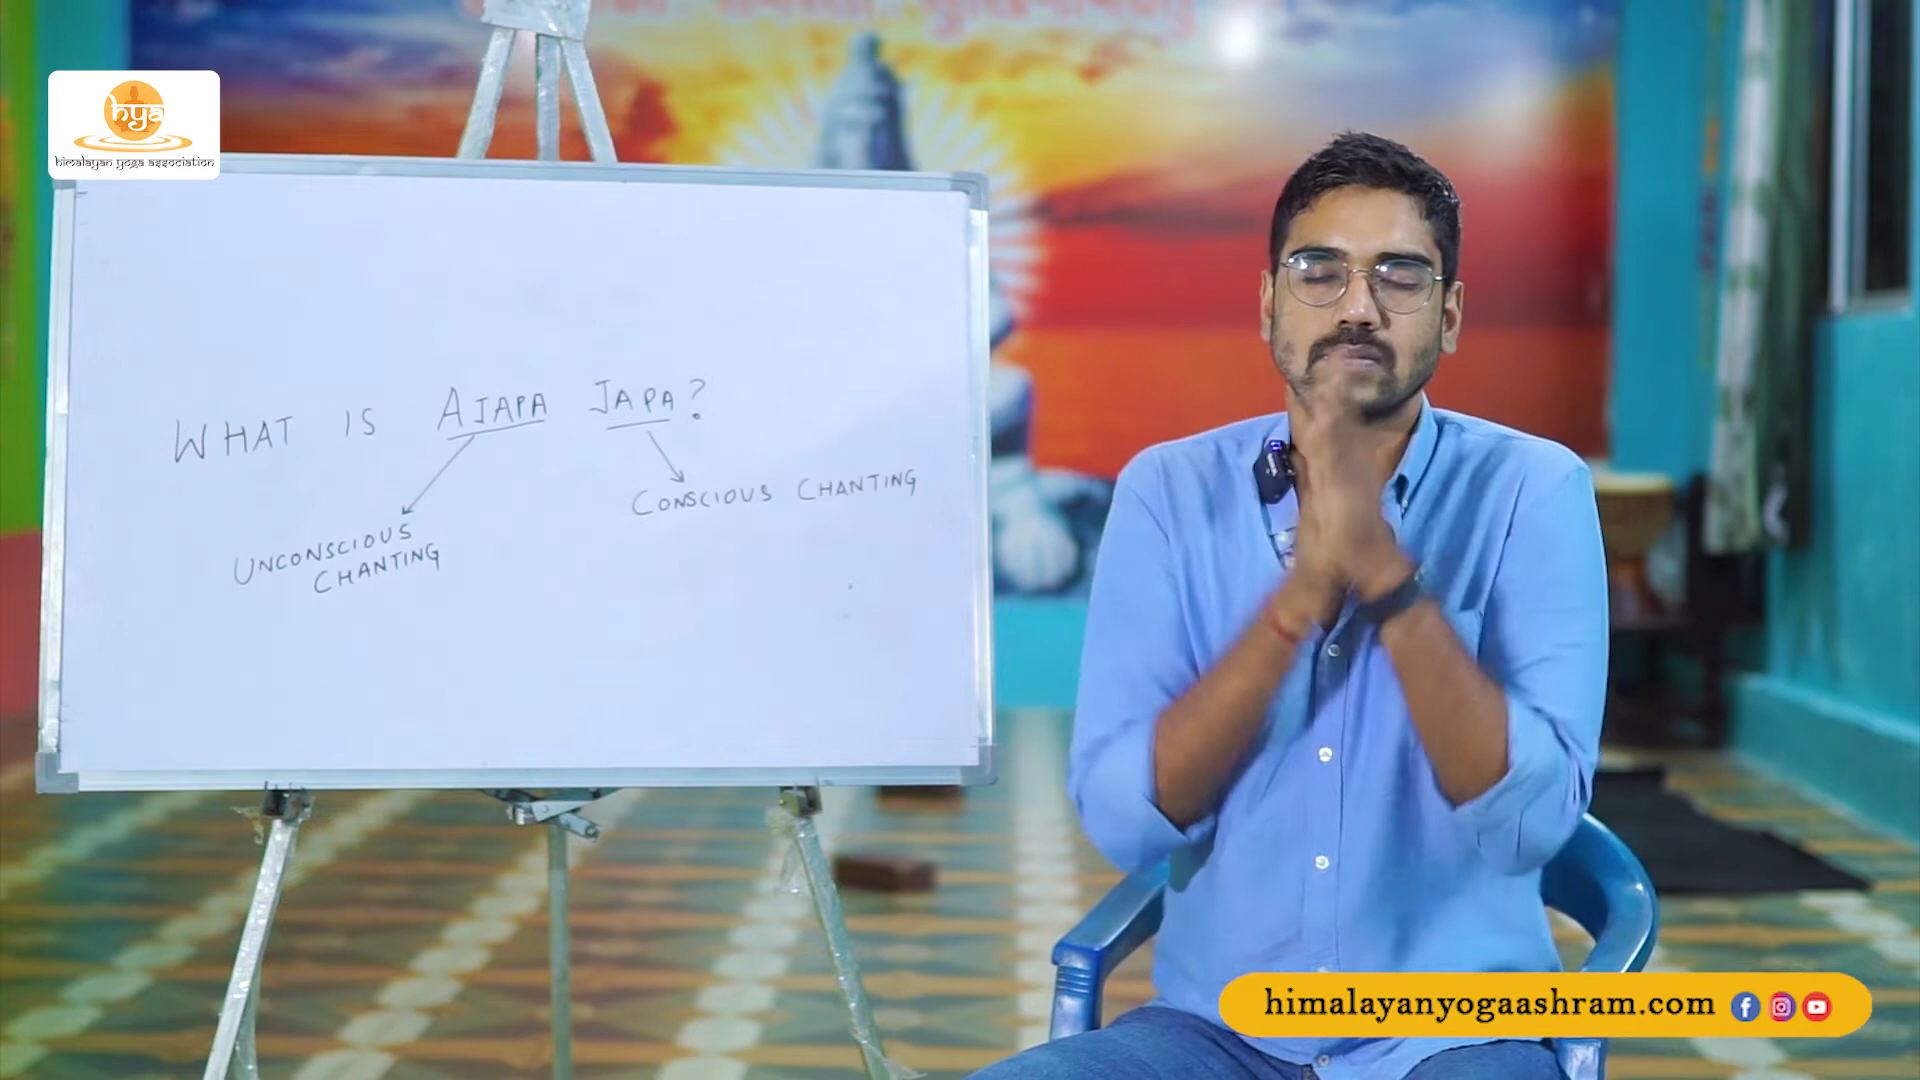 hya
himalayan yoga association
WHAT IS AJAPA JAPA?
CONSCIOUS CHANTING
UNCONSCIOUS
CHANTING
himalayanyogaashram.com